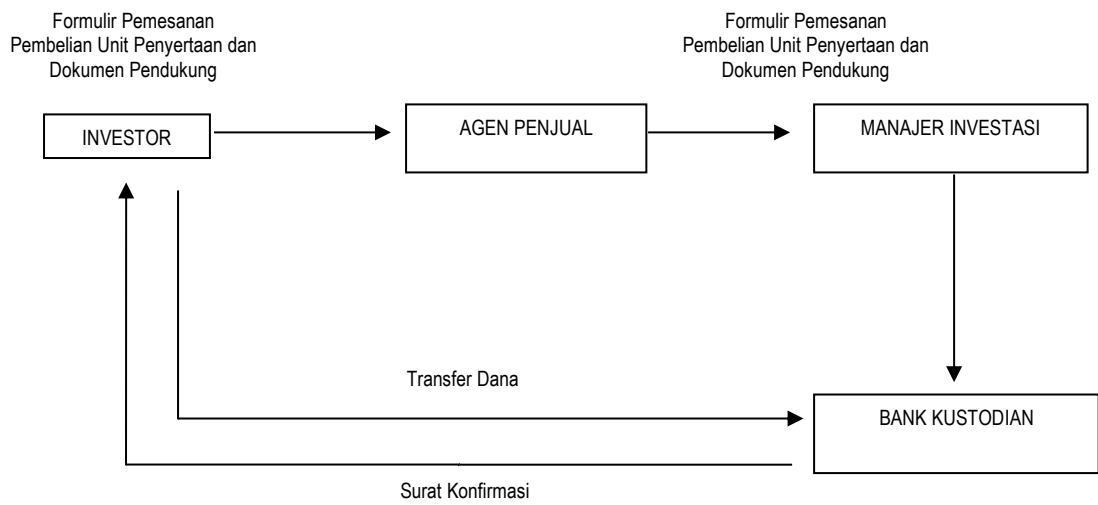 Formulir Pemesanan
Pembelian Unit Penyertaan dan
Dokumen Pendukung
Formulir Pemesanan
Pembelian Unit Penyertaan dan
Dokumen Pendukung
INVESTOR
AGEN PENJUAL
MANAJER INVESTASI
Transfer Dana
BANK KUSTODIAN
Surat Konfirmasi